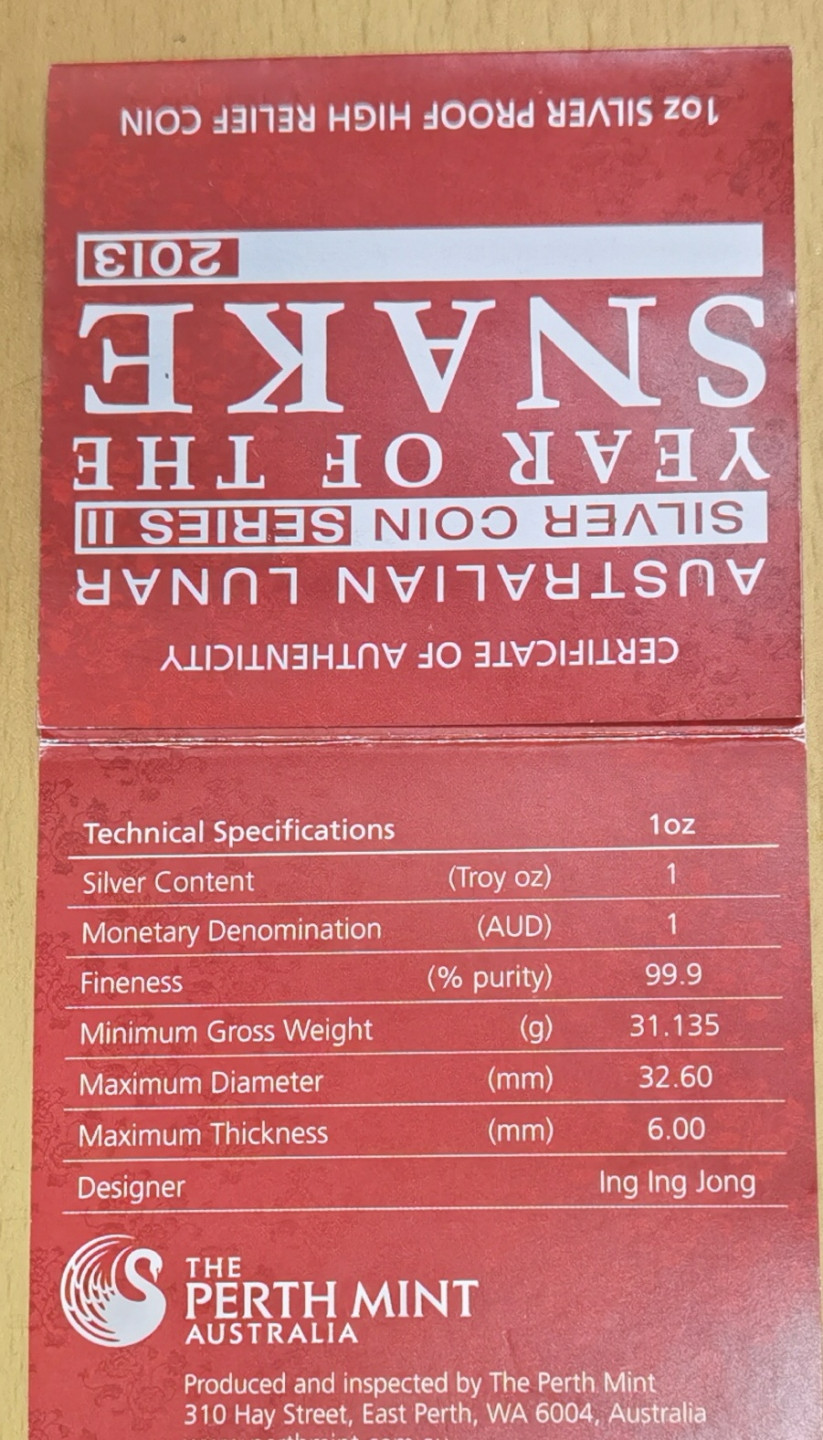 CERTIFICATE OF AUTHENTICITY
AUSTRALIAN LUNAR
SILVER COIN SERIES II
YEAR OF THE
SNAKE
2013
1oz SILVER PROOF HIGH RELIEF COIN
Technical Specifications 1oz
Silver Content (Troy oz) 1
Monetary Denomination (AUD) 1
Fineness (% purity) 99.9
Minimum Gross Weight (g) 31.135
Maximum Diameter (mm) 32.60
Maximum Thickness (mm) 6.00
Designer Ing Ing Jong
THE
PERTH MINT
AUSTRALIA
Produced and inspected by The Perth Mint
310 Hay Street, East Perth, WA 6004, Australia